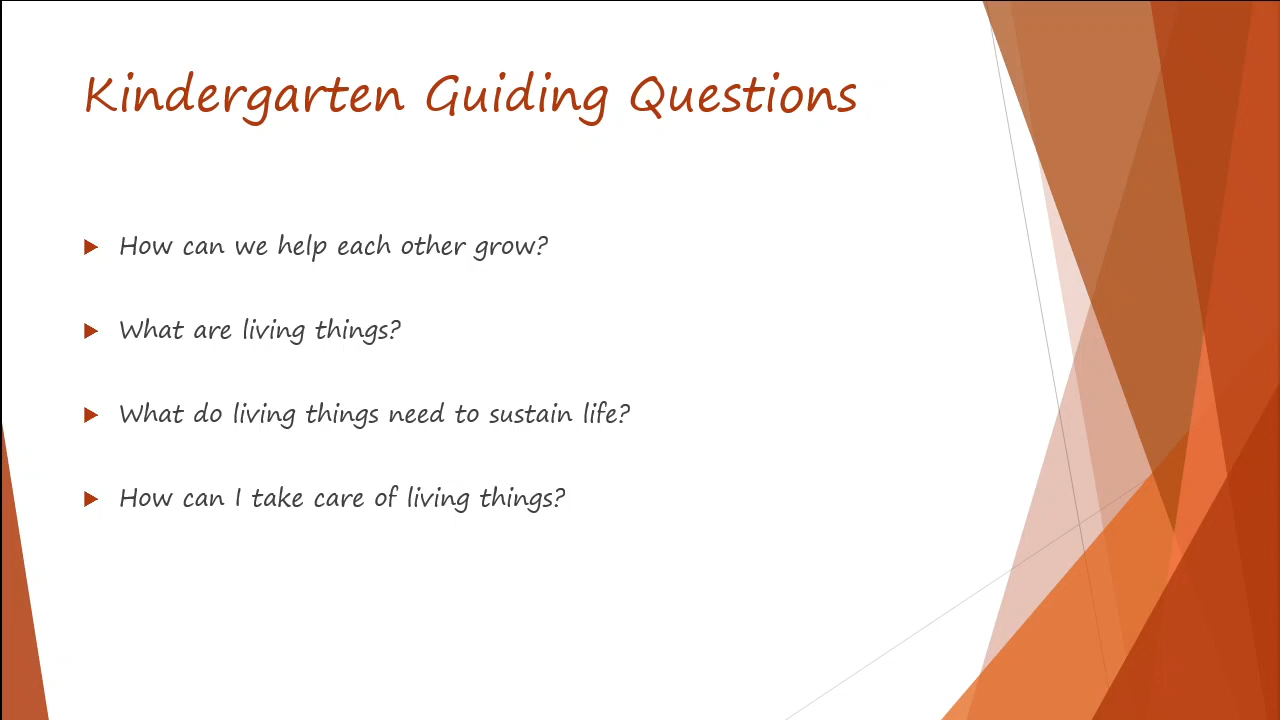 Kindergarten Guiding Questions
How can we help each other grow?
What are living things?
What do living things need to sustain life?
How can I take care of living things?